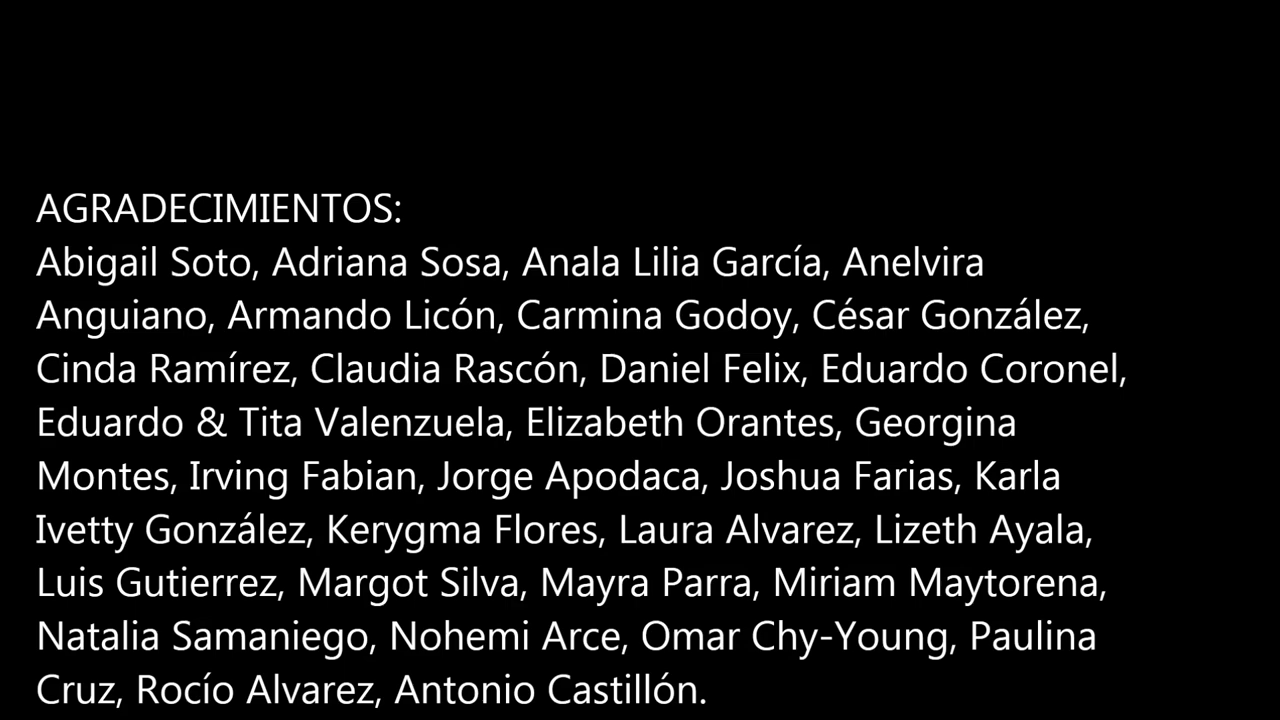 AGRADECIMIENTOS:
Abigail Soto, Adriana Sosa, Anala Lilia García, Anelvira
Anguiano, Armando Licón, Carmina Godoy, César González,
Cinda Ramírez, Claudia Rascón, Daniel Felix, Eduardo Coronel,
Eduardo & Tita Valenzuela, Elizabeth Orantes, Georgina
Montes, Irving Fabian, Jorge Apodaca, Joshua Farias, Karla
Ivetty González, Kerygma Flores, Laura Alvarez, Lizeth Ayala,
Luis Gutierrez, Margot Silva, Mayra Parra, Miriam Maytorena,
Natalia Samaniego, Nohemi Arce, Omar Chy-Young, Paulina
Cruz, Rocío Alvarez, Antonio Castillón.